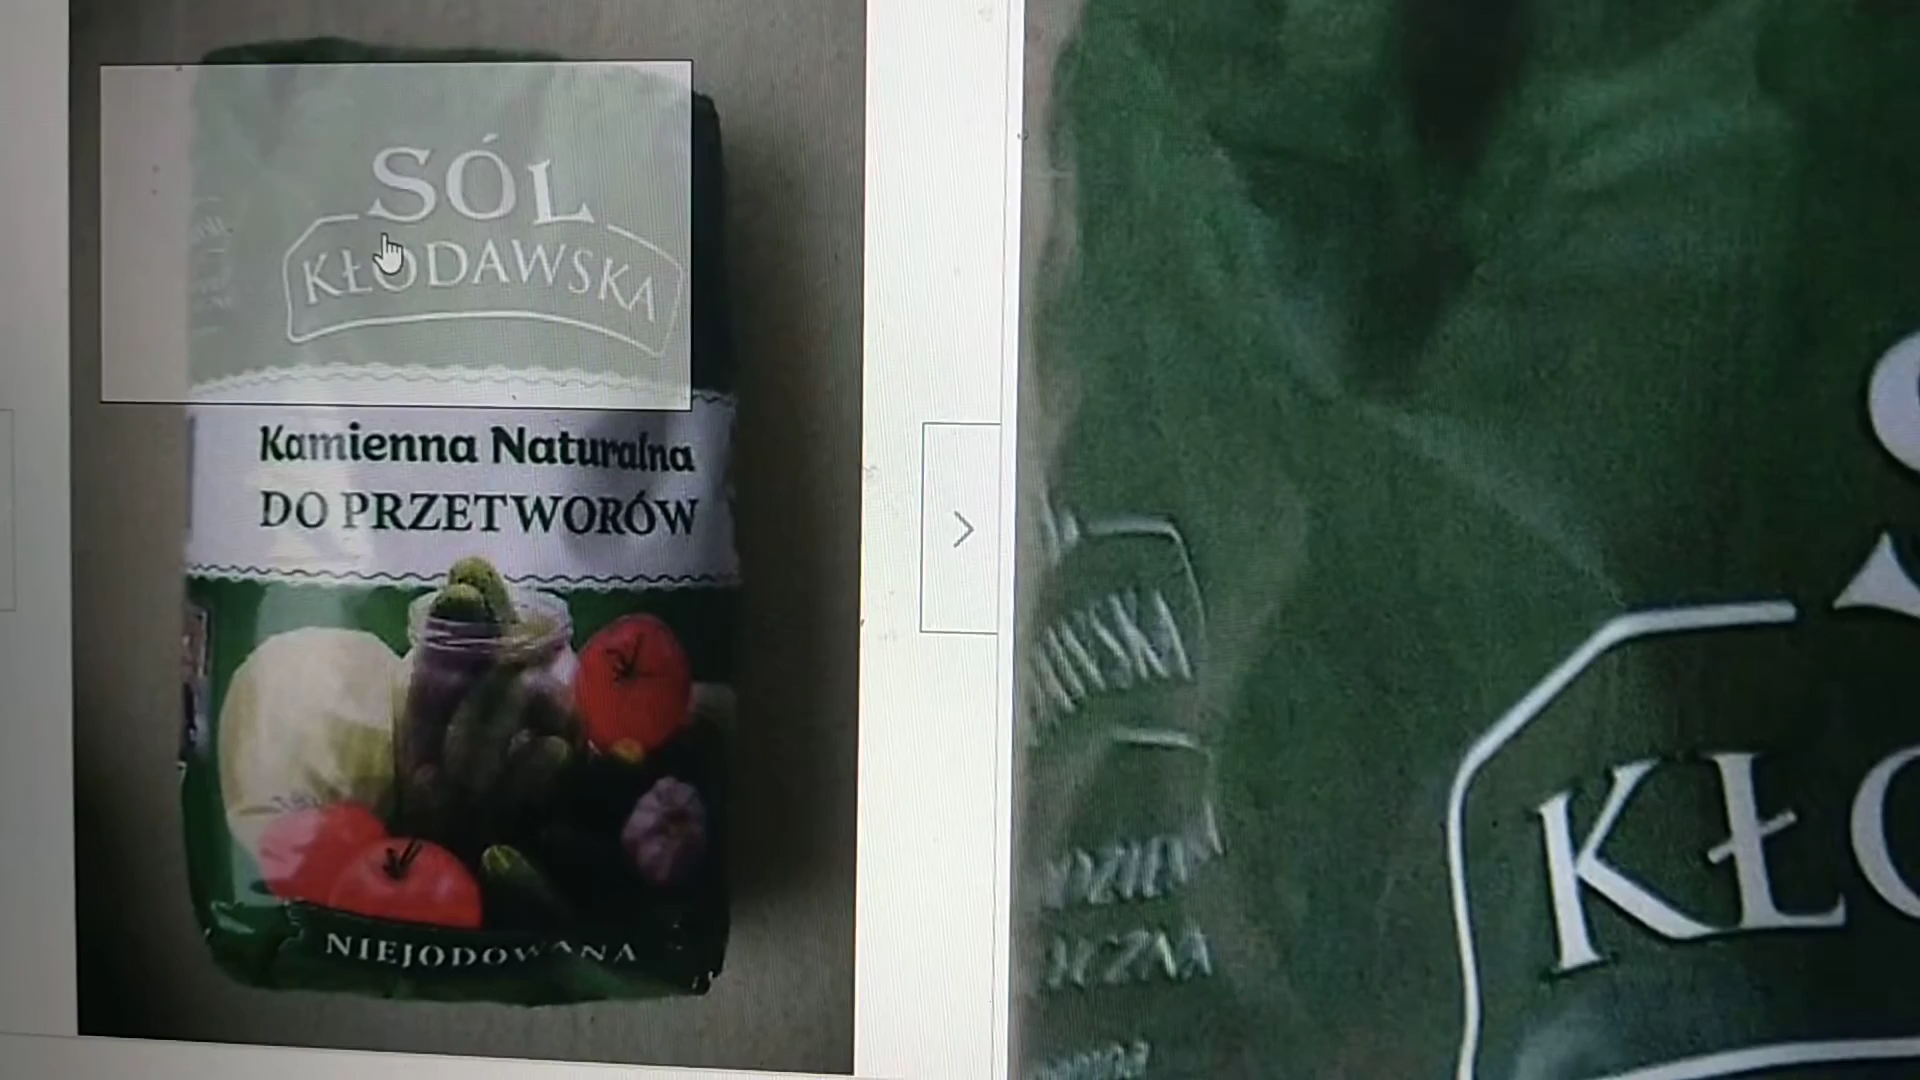 SÓL
KŁODAWSKA
Kamienna Naturalna
DO PRZETWORÓW
NIEJODOWANA
KŁO